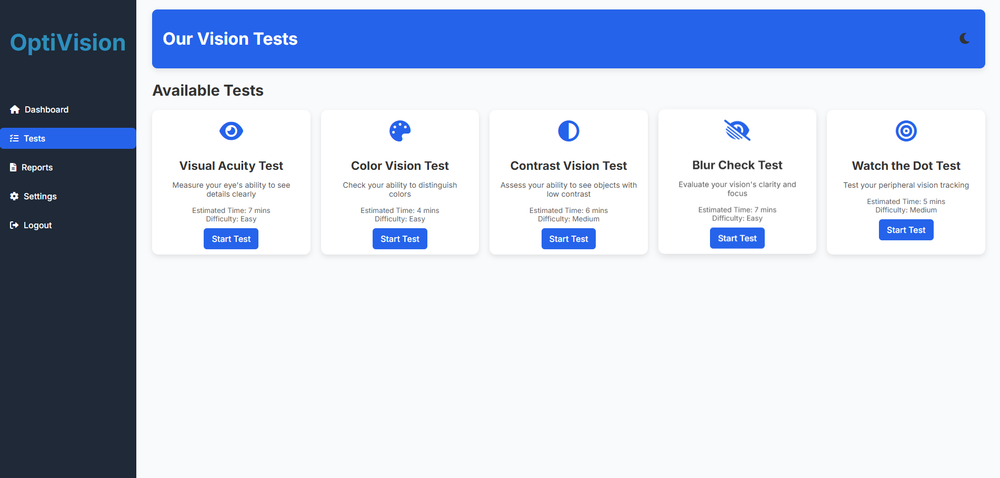 OptiVision
Dashboard
Tests
Reports
Settings
Logout
Our Vision Tests
Available Tests
Visual Acuity Test
Measure your eye's ability to see
details clearly
Estimated Time: 7 mins
Difficulty: Easy
Start Test
Color Vision Test
Check your ability to distinguish
colors
Estimated Time: 4 mins
Difficulty: Easy
Start Test
Contrast Vision Test
Assess your ability to see objects with
low contrast
Estimated Time: 6 mins
Difficulty: Medium
Start Test
Blur Check Test
Evaluate your vision's clarity and
focus
Estimated Time: 7 mins
Difficulty: Easy
Start Test
Watch the Dot Test
Test your peripheral vision tracking
Estimated Time: 5 mins
Difficulty: Medium
Start Test